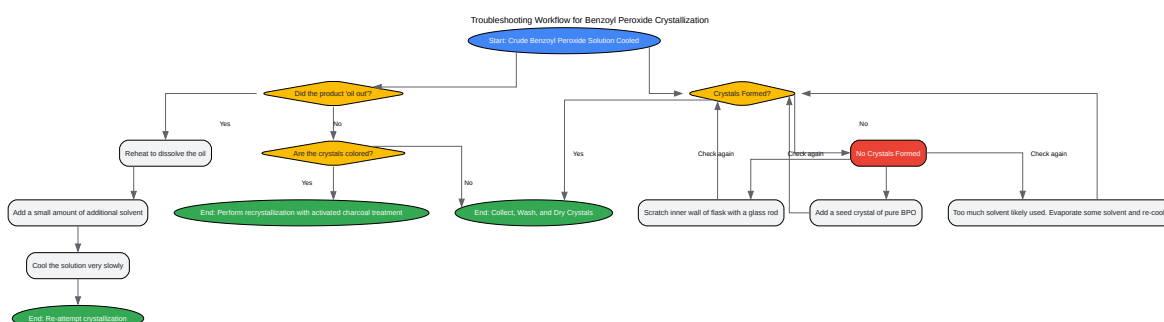 Troubleshooting Workflow for Benzoyl Peroxide Crystallization
Start: Crude Benzoyl Peroxide Solution Cooled
Did the product 'oil out'?
Crystals Formed?
Yes
No
No
Reheat to dissolve the oil
Are the crystals colored?
Yes
Check again
Check again
No Crystals Formed
Check again
Yes
No
Add a small amount of additional solvent
End: Perform recrystallization with activated charcoal treatment
End: Collect, Wash, and Dry Crystals
Scratch inner wall of flask with a glass rod
Add a seed crystal of pure BPO
Too much solvent likely used. Evaporate some solvent and re-cool
Cool the solution very slowly
End: Re-attempt crystallization